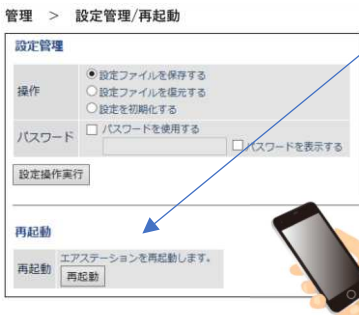 管理 > 設定管理/再起動
設定管理
操作
設定ファイルを保存する
設定ファイルを復元する
設定を初期化する
パスワード
パスワードを使用する
パスワードを表示する
設定操作実行
再起動
再起動
エアステーションを再起動します。
再起動